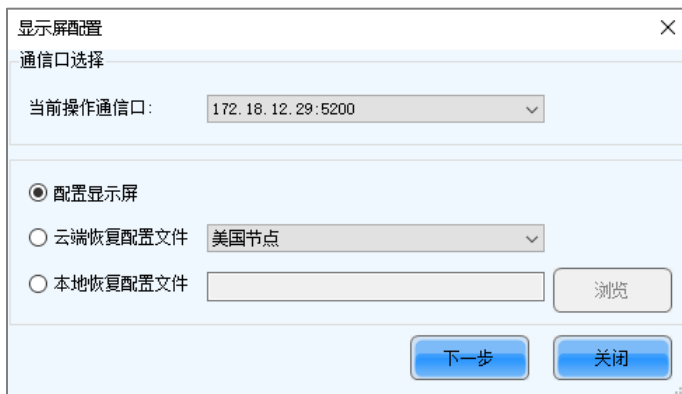 显示屏配置
通信口选择
当前操作通信口: 172.18.12.29:5200
配置显示屏
云端恢复配置文件 美国节点
本地恢复配置文件 浏览
下一步 关闭